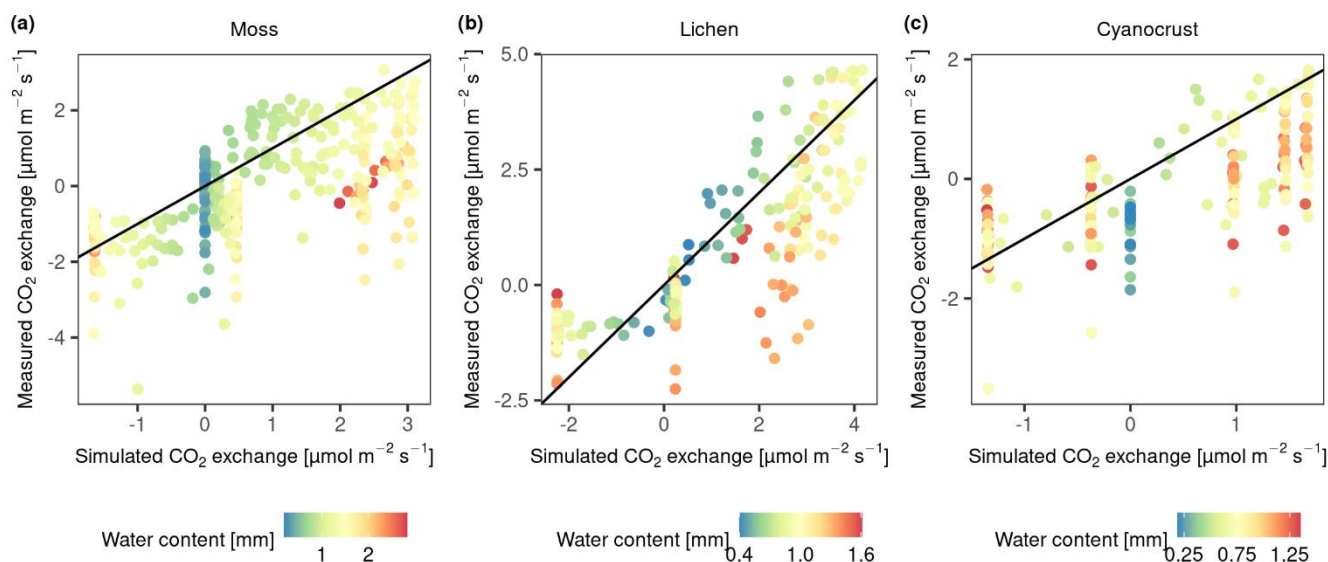 (a)
Moss
Measured CO₂ exchange [μmol m⁻² s⁻¹]
2
0
-2
-4
-1
0
1
2
3
Simulated CO₂ exchange [μmol m⁻² s⁻¹]
Water content [mm]
1
2
(b)
Lichen
Measured CO₂ exchange [μmol m⁻² s⁻¹]
5.0
2.5
0.0
-2.5
-2
0
2
4
Simulated CO₂ exchange [μmol m⁻² s⁻¹]
Water content [mm]
0.4
1.0
1.6
(c)
Cyanocrust
Measured CO₂ exchange [μmol m⁻² s⁻¹]
2
0
-2
-1
0
1
Simulated CO₂ exchange [μmol m⁻² s⁻¹]
Water content [mm]
0.25
0.75
1.25